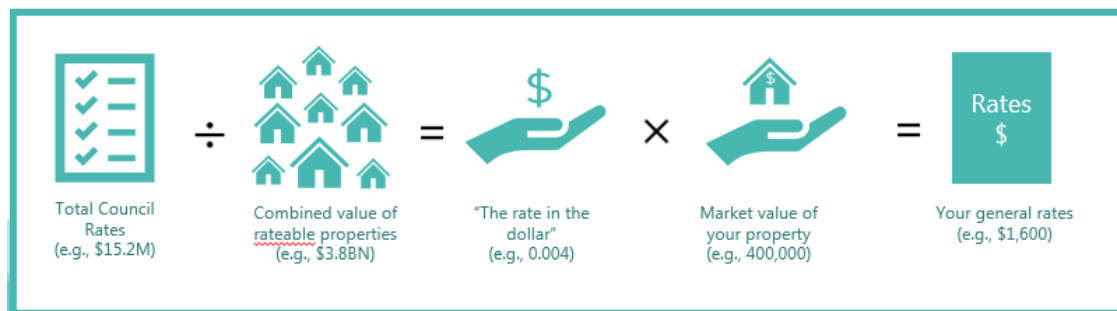 ÷
=
$
×
$
=
Rates
$
Total Council
Rates
(e.g., $15.2M)
Combined value of
rateable properties
(e.g., $3.8BN)
“The rate in the
dollar”
(e.g., 0.004)
Market value of
your property
(e.g., 400,000)
Your general rates
(e.g., $1,600)